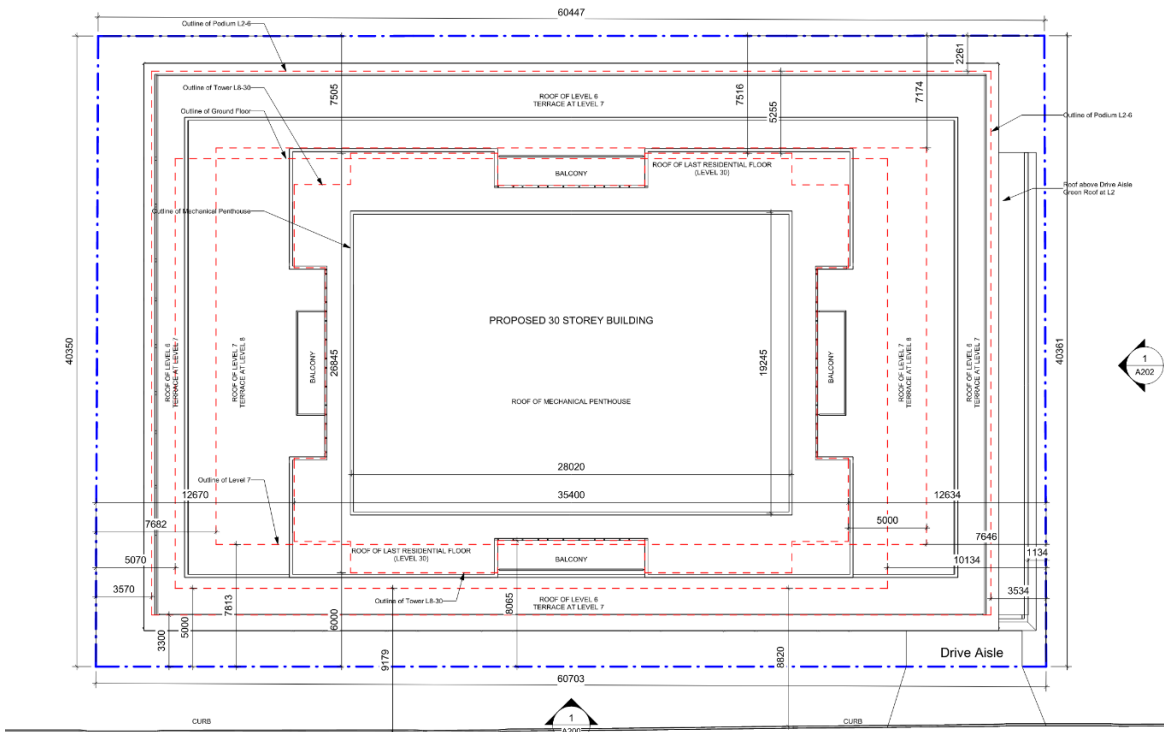 60447
Outline of Podium L2-6
2261
7505
7516
7174
5255
Outline of Tower L8-30
ROOF OF LEVEL 6
TERRACE AT LEVEL 7
Outline of Ground Floor
Outline of Podium L2-6
BALCONY
ROOF OF LAST RESIDENTIAL FLOOR
(LEVEL 30)
Roof above Drive Aisle
Green Roof at L2
Outline of Mechanical Penthouse
PROPOSED 30 STOREY BUILDING
40350
ROOF OF LEVEL 6
TERRACE AT LEVEL 7
ROOF OF LEVEL 7
TERRACE AT LEVEL 8
BALCONY
26845
19245
BALCONY
ROOF OF LEVEL 7
TERRACE AT LEVEL 8
ROOF OF LEVEL 6
TERRACE AT LEVEL 7
40361
1
A202
ROOF OF MECHANICAL PENTHOUSE
28020
Outline of Level 7
12670
35400
12634
7682
5000
7646
5070
ROOF OF LAST RESIDENTIAL FLOOR
(LEVEL 30)
BALCONY
10134
1134
3570
3534
Outline of Tower L8-30
ROOF OF LEVEL 6
TERRACE AT LEVEL 7
3300
5000
7813
6000
9179
8065
8820
Drive Aisle
60703
CURB
1
A200
CURB